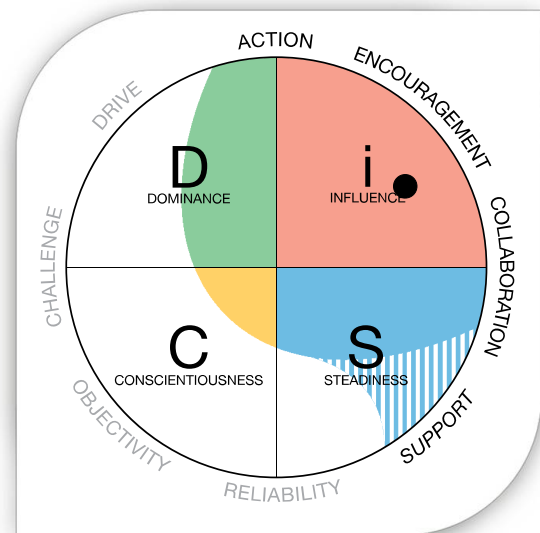 ACTION
ENCOURAGEMENT
DRIVE
D
DOMINANCE
i
INFLUENCE
CHALLENGE
COLLABORATION
C
CONSCIENTIOUSNESS
S
STEADINESS
OBJECTIVITY
SUPPORT
RELIABILITY